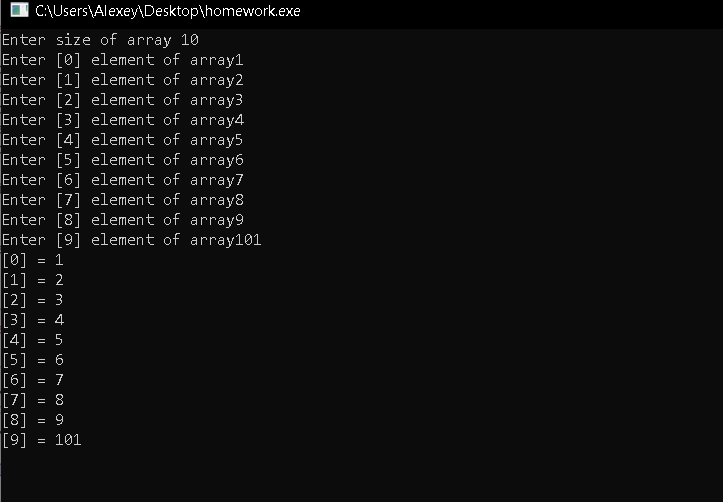 C:\Users\Alexey\Desktop\homework.exe
Enter size of array 10
Enter [0] element of array1
Enter [1] element of array2
Enter [2] element of array3
Enter [3] element of array4
Enter [4] element of array5
Enter [5] element of array6
Enter [6] element of array7
Enter [7] element of array8
Enter [8] element of array9
Enter [9] element of array101
[0] = 1
[1] = 2
[2] = 3
[3] = 4
[4] = 5
[5] = 6
[6] = 7
[7] = 8
[8] = 9
[9] = 101